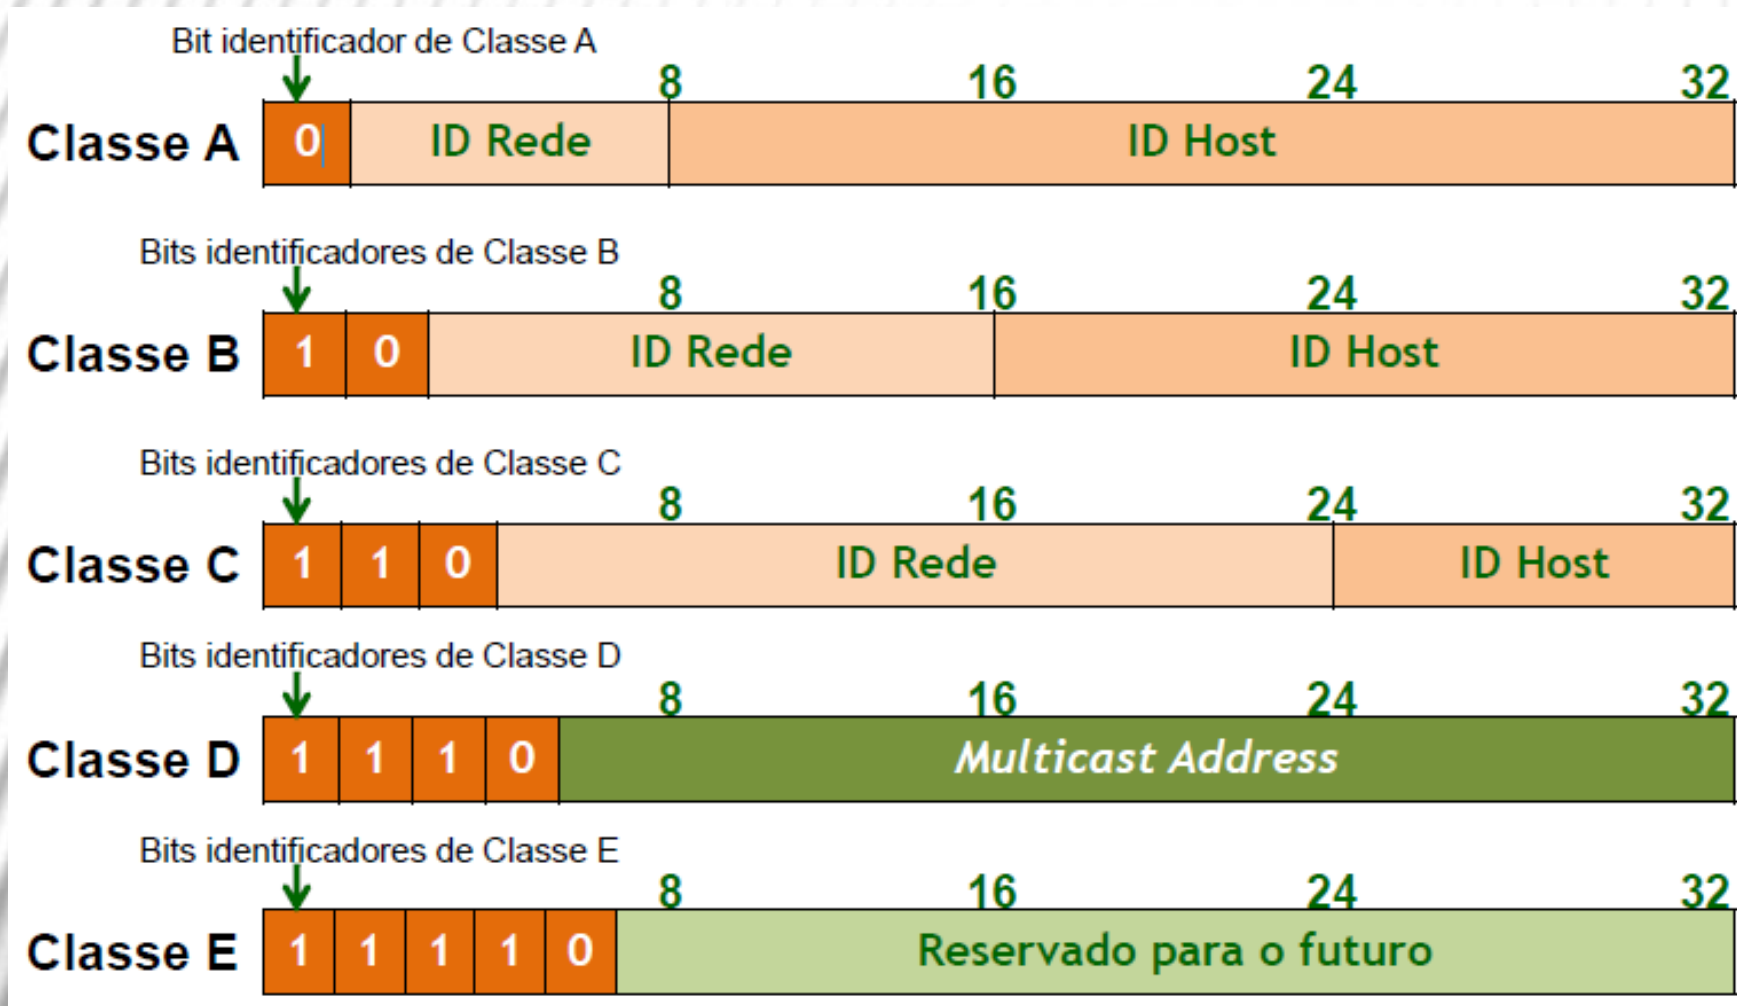 Bit identificador de Classe A
8 16 24 32
Classe A 0 ID Rede ID Host
Bits identificadores de Classe B
8 16 24 32
Classe B 1 0 ID Rede ID Host
Bits identificadores de Classe C
8 16 24 32
Classe C 1 1 0 ID Rede ID Host
Bits identificadores de Classe D
8 16 24 32
Classe D 1 1 1 0 Multicast Address
Bits identificadores de Classe E
8 16 24 32
Classe E 1 1 1 1 0 Reservado para o futuro